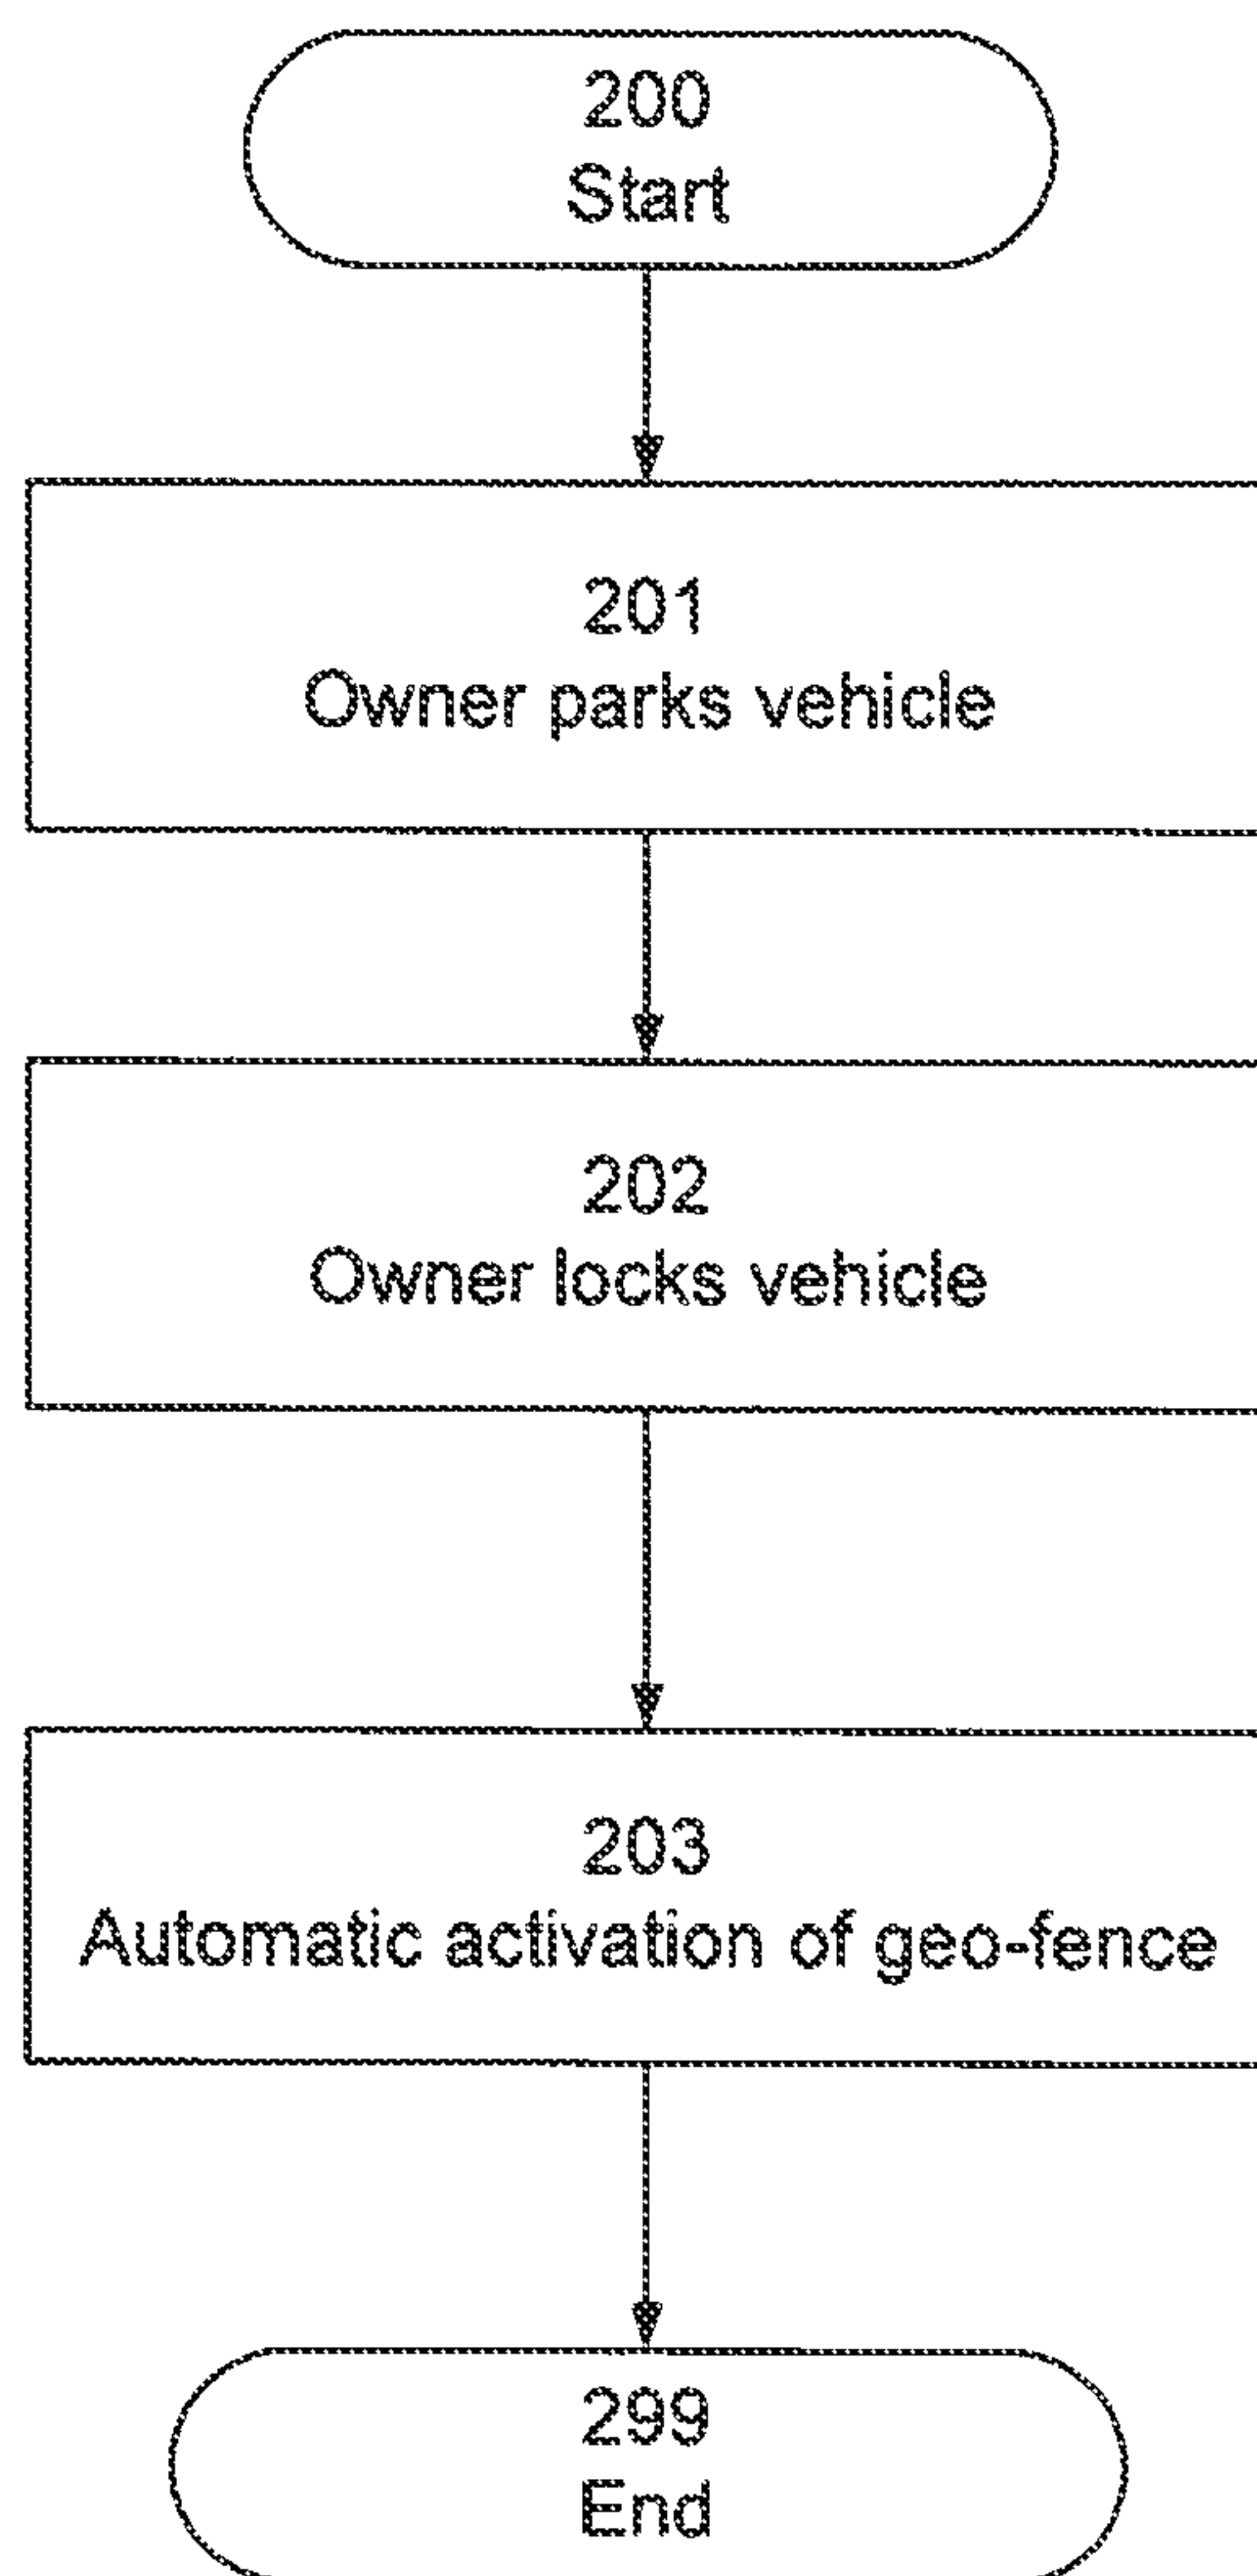 200
Start
201
Owner parks vehicle
202
Owner locks vehicle
203
Automatic activation of geo-fence
299
End